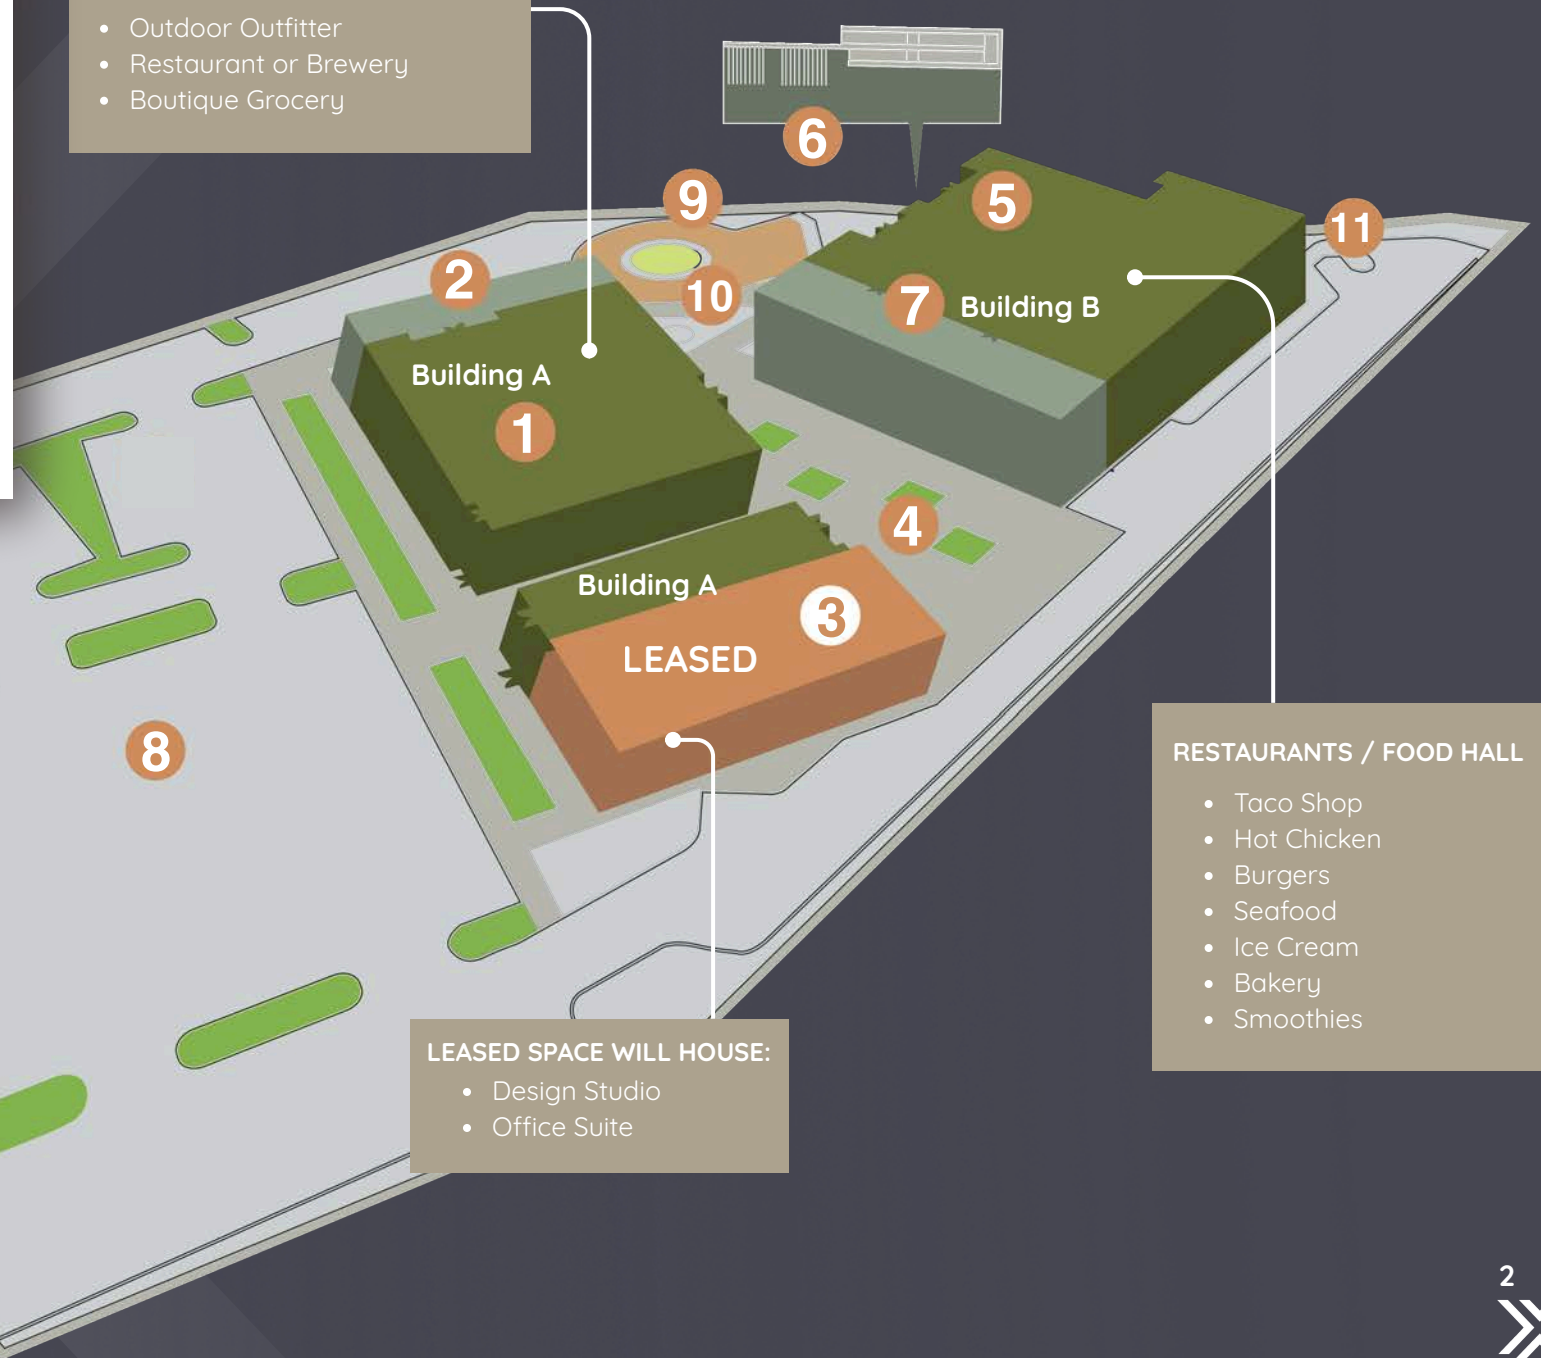 • Outdoor Outfitter
• Restaurant or Brewery
• Boutique Grocery
6
9
5
11
2
10
7
Building B
Building A
1
4
Building A
3
LEASED
8
RESTAURANTS / FOOD HALL
• Taco Shop
• Hot Chicken
• Burgers
• Seafood
• Ice Cream
• Bakery
• Smoothies
LEASED SPACE WILL HOUSE:
• Design Studio
• Office Suite
2